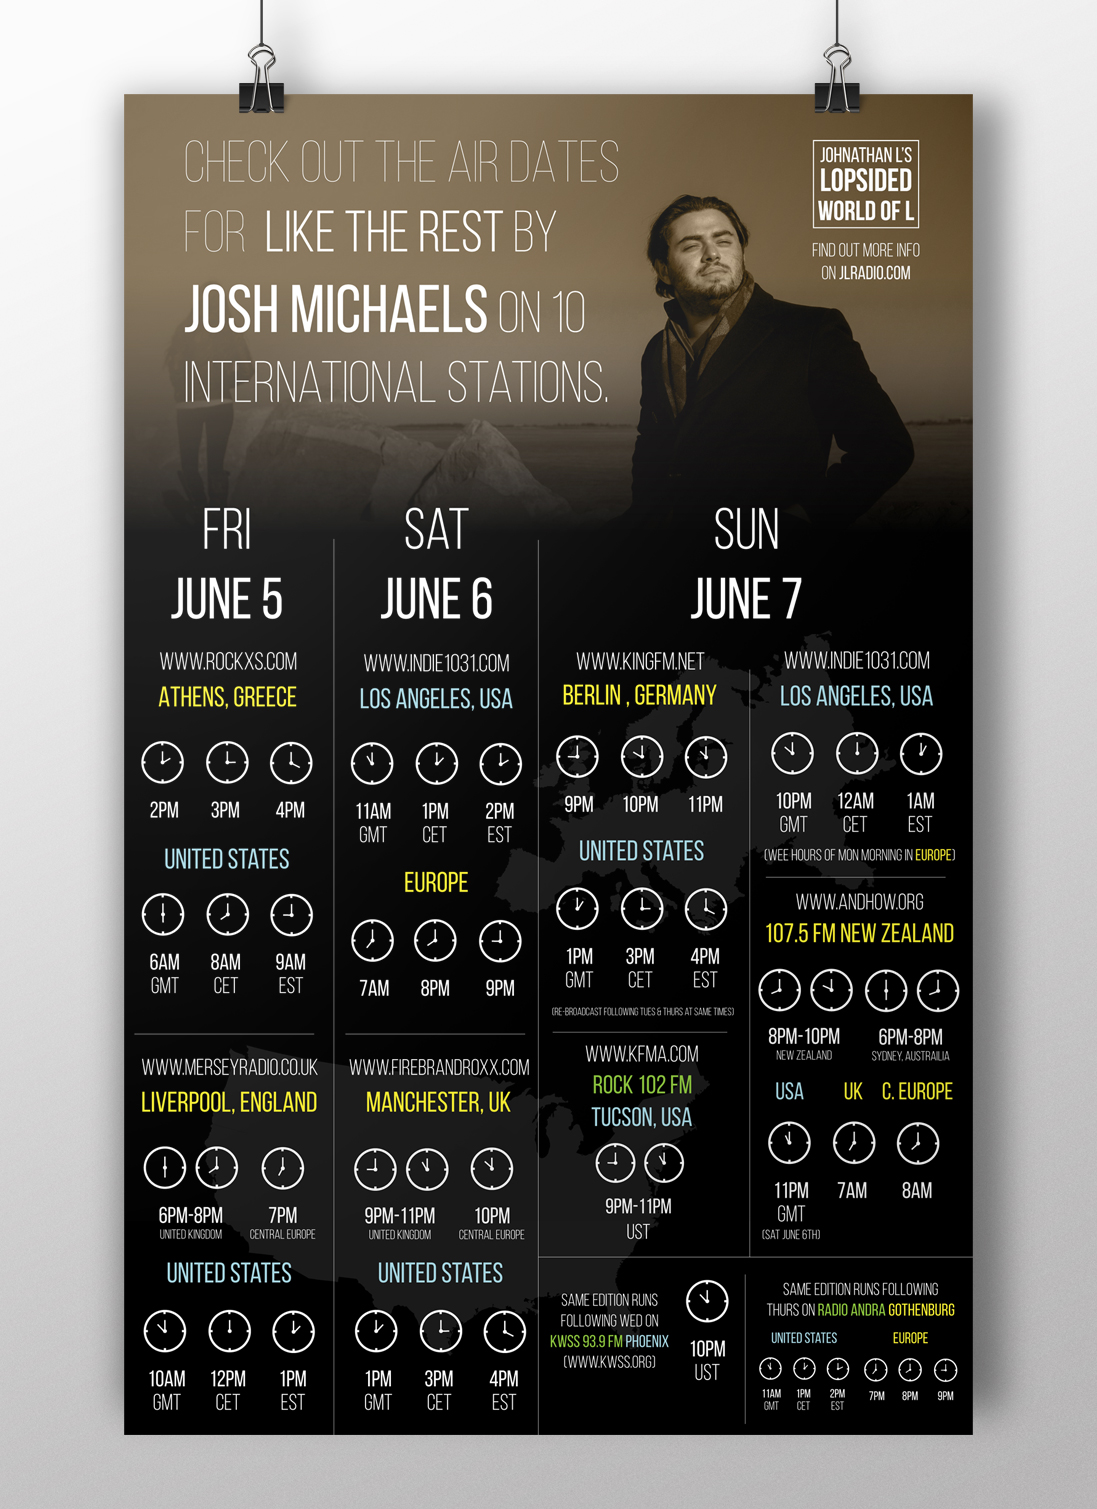 CHECK OUT THE AIR DATES
FOR LIKE THE REST BY
JOSH MICHAELS ON 10
INTERNATIONAL STATIONS.
JOHNATHAN L'S
LOPSIDED
WORLD OF L
FIND OUT MORE INFO
ON JLRADIO.COM
FRI
JUNE 5
WWW.ROCKXS.COM
ATHENS, GREECE
2PM 3PM 4PM
UNITED STATES
6AM 8AM 9AM
GMT CET EST
WWW.MERSEYRADIO.CO.UK
LIVERPOOL, ENGLAND
6PM-8PM 7PM
UNITED KINGDOM CENTRAL EUROPE
UNITED STATES
10AM 12PM 1PM
GMT CET EST
SAT
JUNE 6
WWW.INDIE1031.COM
LOS ANGELES, USA
11AM 1PM 2PM
GMT CET EST
EUROPE
7AM 8PM 9PM
WWW.FIREBRANDROXX.COM
MANCHESTER, UK
9PM-11PM 10PM
UNITED KINGDOM CENTRAL EUROPE
UNITED STATES
1PM 3PM 4PM
GMT CET EST
SUN
JUNE 7
WWW.KINGFM.NET
BERLIN , GERMANY
9PM 10PM 11PM
UNITED STATES
1PM 3PM 4PM
GMT CET EST
(RE-BROADCAST FOLLOWING TUES & THURS AT SAME TIMES)
WWW.KFMA.COM
ROCK 102 FM
TUCSON, USA
9PM-11PM
UST
WWW.INDIE1031.COM
LOS ANGELES, USA
10PM 12AM 1AM
GMT CET EST
(WEE HOURS OF MON MORNING IN EUROPE)
WWW.ANDHOW.ORG
107.5 FM NEW ZEALAND
8PM-10PM 6PM-8PM
NEW ZEALAND SYDNEY, AUSTRAILIA
USA UK C. EUROPE
11PM 7AM 8AM
GMT
(SAT JUNE 6TH)
SAME EDITION RUNS
FOLLOWING WED ON
KWSS 93.9 FM PHOENIX
(WWW.KWSS.ORG)
10PM
UST
SAME EDITION RUNS FOLLOWING
THURS ON RADIO ANDRA GOTHENBURG
UNITED STATES EUROPE
11AM 1PM 2PM 7PM 8PM 9PM
GMT CET EST